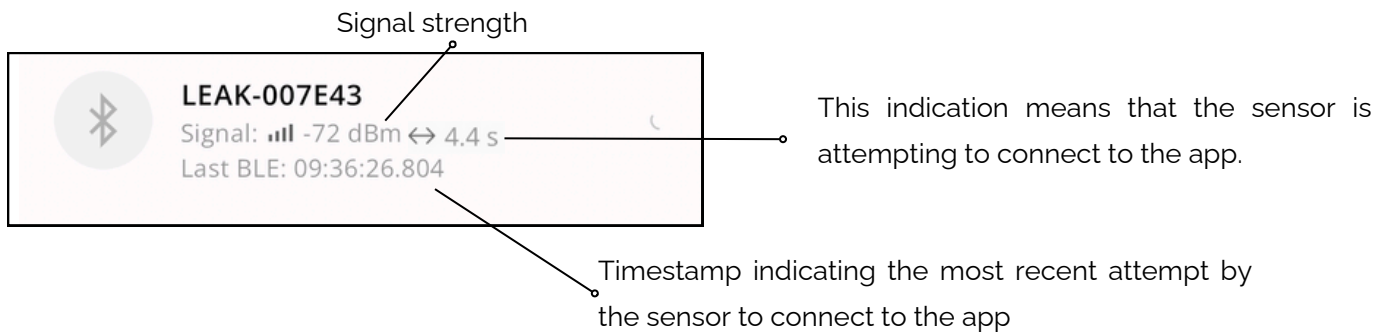 Signal strength
LEAK-007E43
Signal: -72 dBm ↔ 4.4 s
Last BLE: 09:36:26.804
This indication means that the sensor is
attempting to connect to the app.
Timestamp indicating the most recent attempt by
the sensor to connect to the app